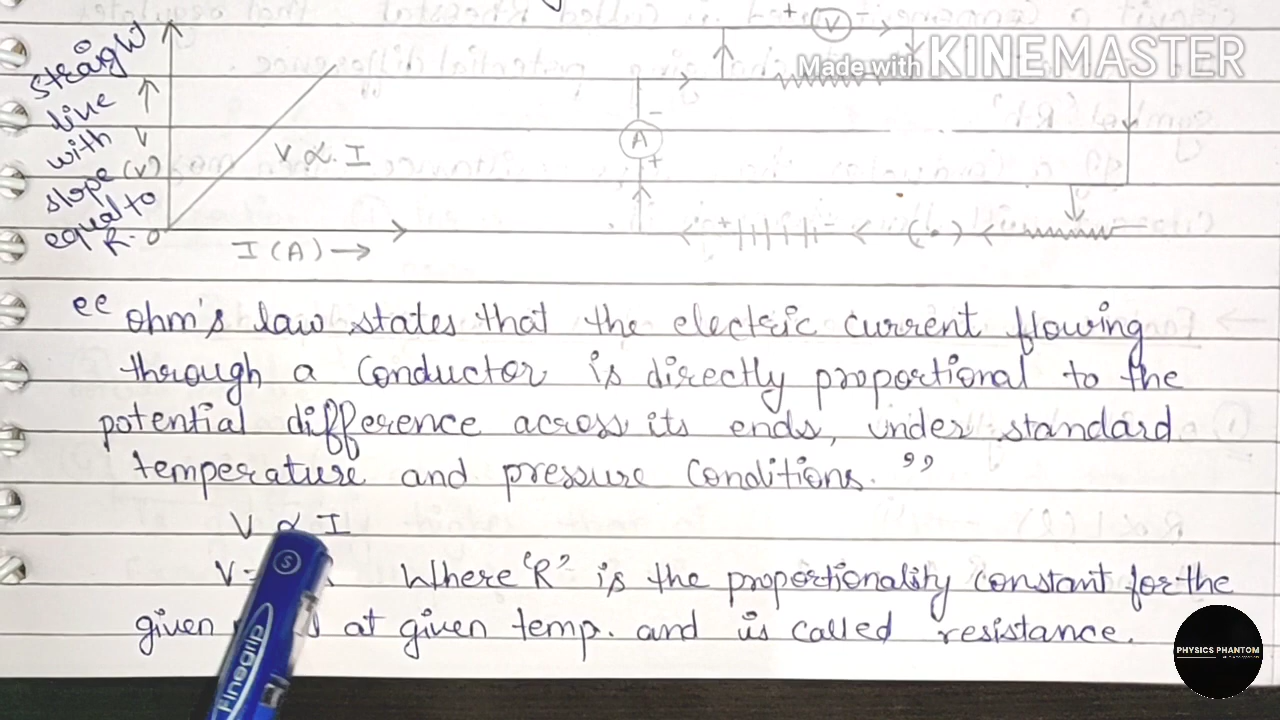 Straight
line
with
slope (V)
equal to
R.
O
V ∝ I
I (A) →
+ V
Made with KINEMASTER
A
-
+
+ -
(•)
" Ohm's law states that the electric current flowing
through a conductor is directly proportional to the
potential difference across its ends, under standard
temperature and pressure conditions. "
V ∝ I
V= Where 'R' is the proportionality constant for the
given at given temp. and is called resistance.
Finegrip
S
PHYSICS PHANTOM